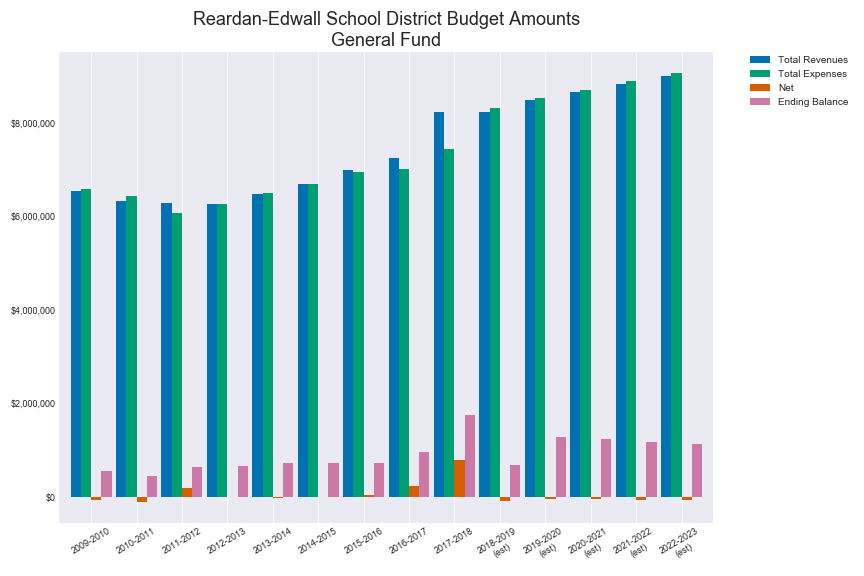 Reardan-Edwall School District Budget Amounts
General Fund
Total Revenues
Total Expenses
Net
Ending Balance
$8,000,000
$6,000,000
$4,000,000
$2,000,000
$0
2009-2010
2010-2011
2011-2012
2012-2013
2013-2014
2014-2015
2015-2016
2016-2017
2017-2018
2018-2019
(est)
2019-2020
(est)
2020-2021
(est)
2021-2022
(est)
2022-2023
(est)